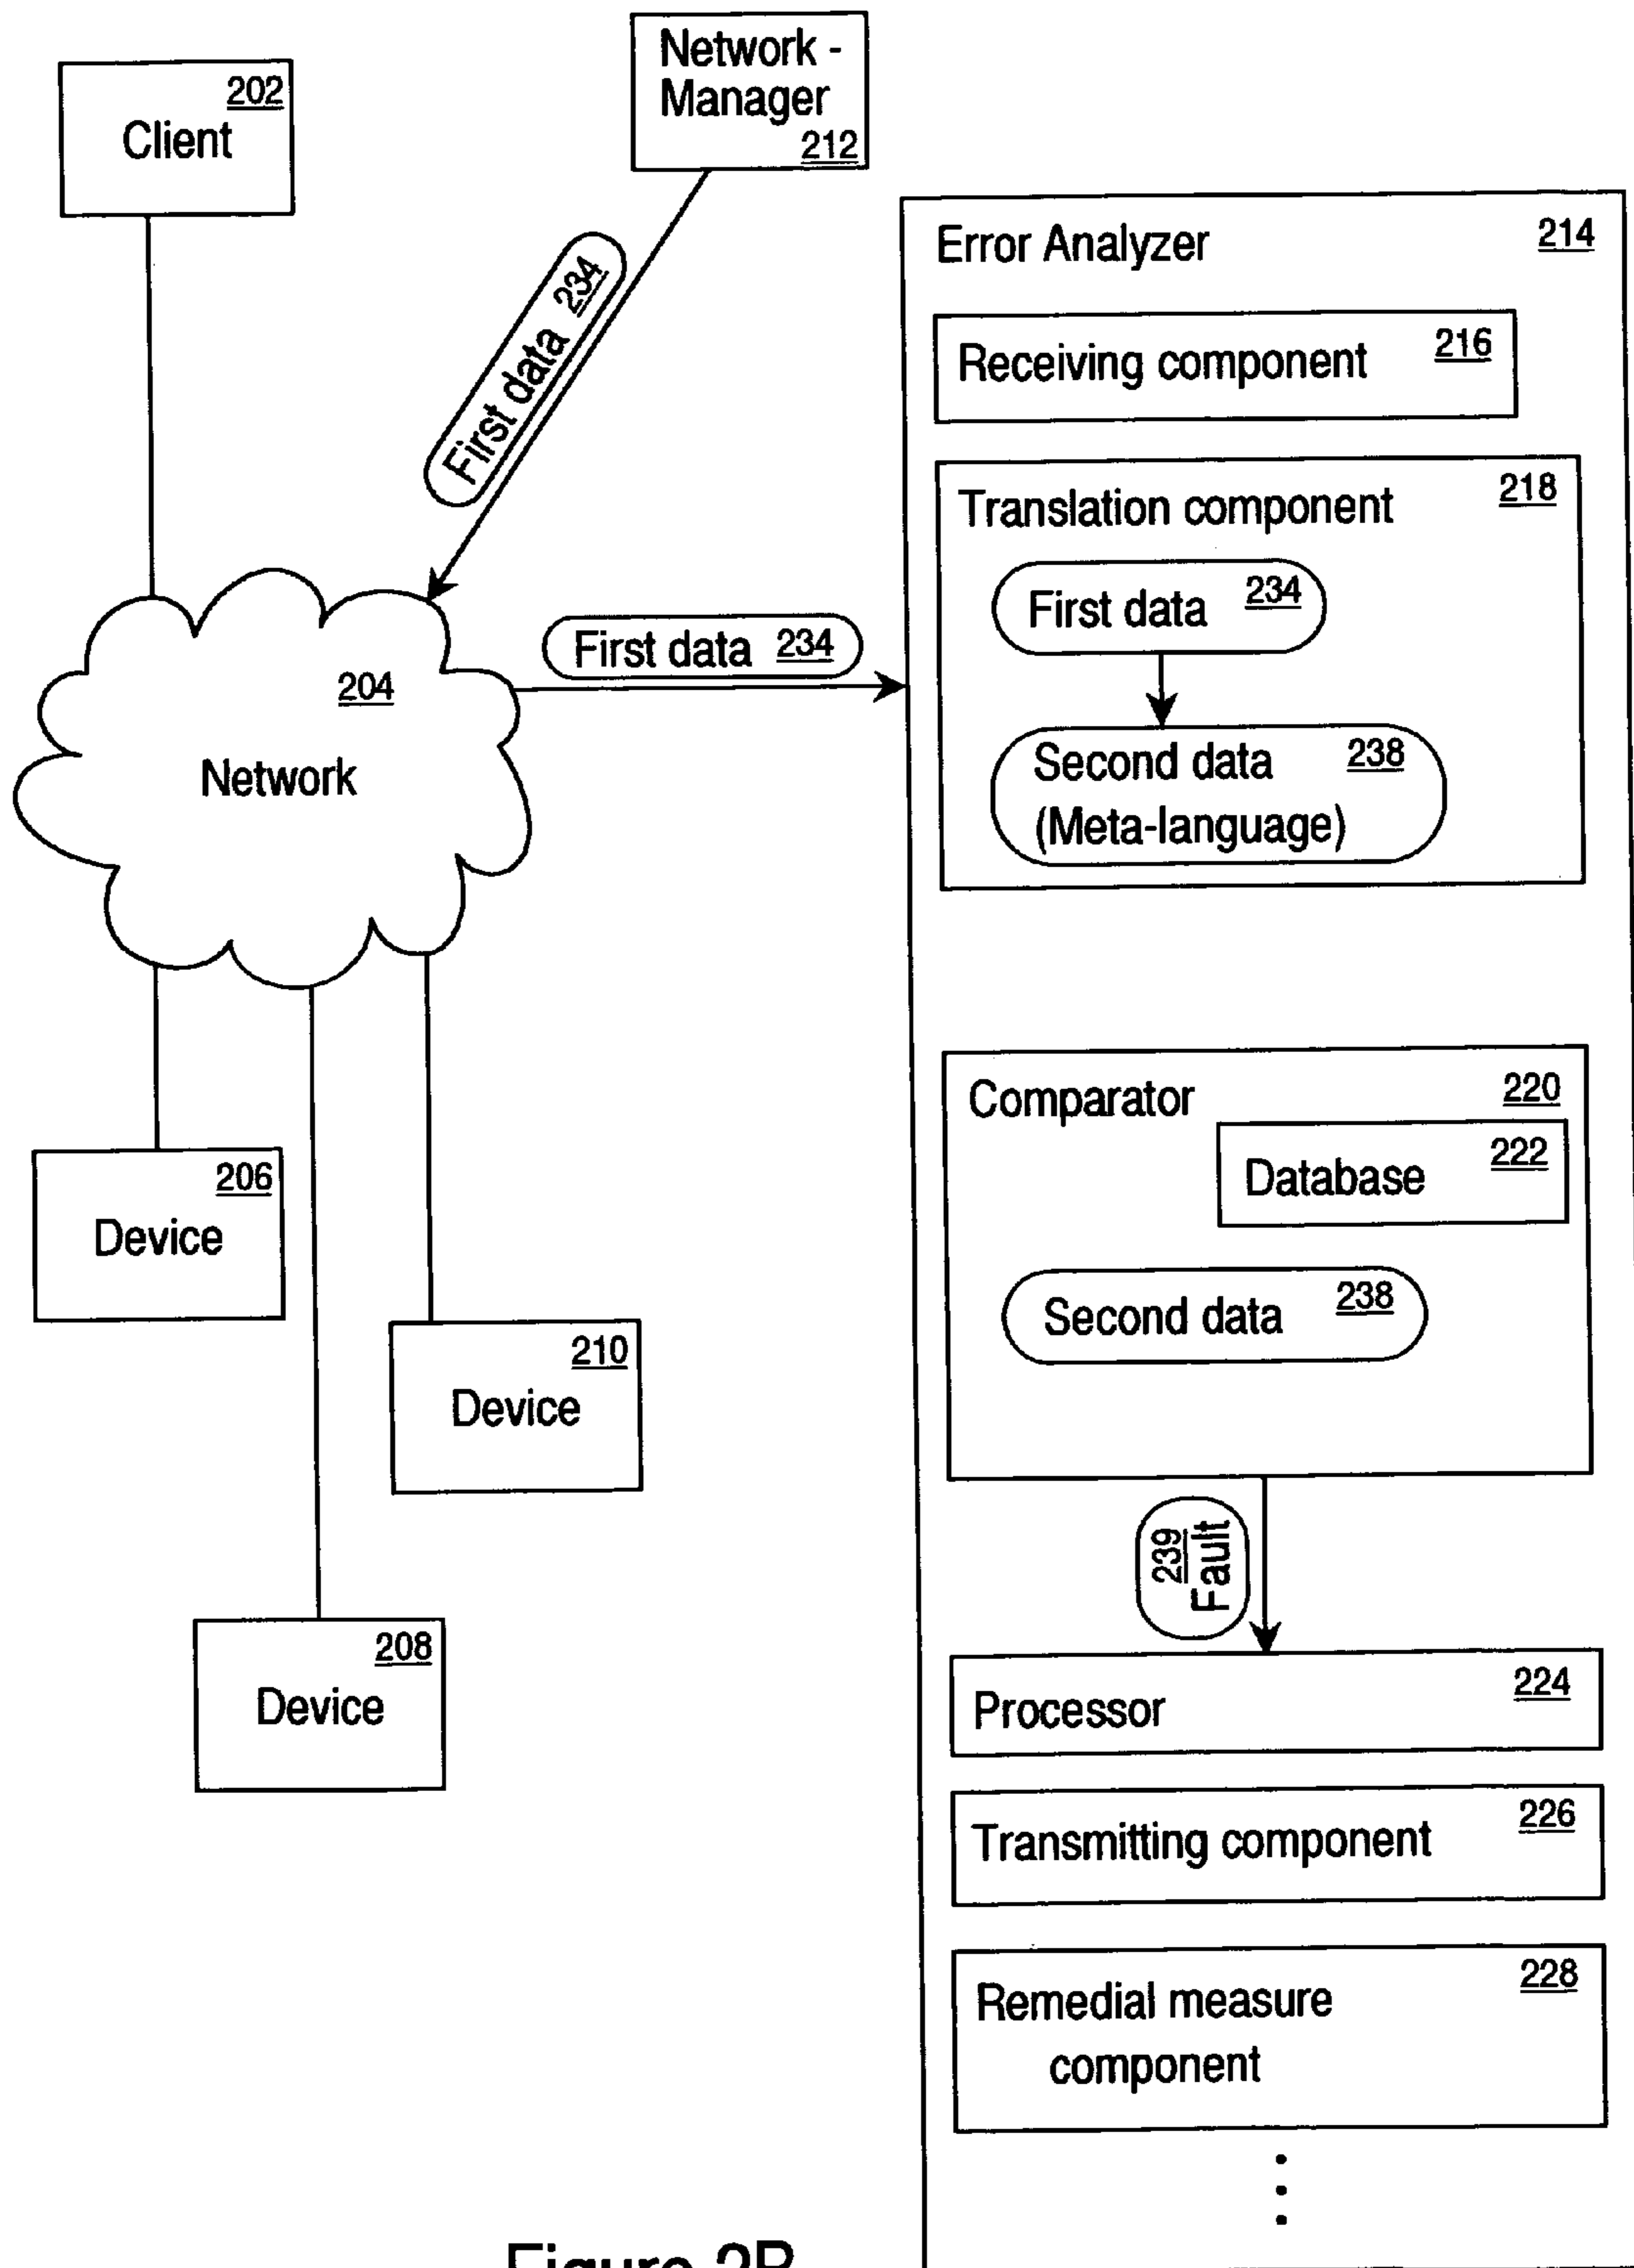 Network -
Manager
212
202
Client
Error Analyzer 214
Receiving component 216
First data 234
Translation component 218
First data 234
First data 234
204
Network
Second data 238
(Meta-language)
Comparator 220
Database 222
206
Device
Second data 238
210
Device
239
Fault
208
Device
Processor 224
Transmitting component 226
Remedial measure 228
component
Figure 2B